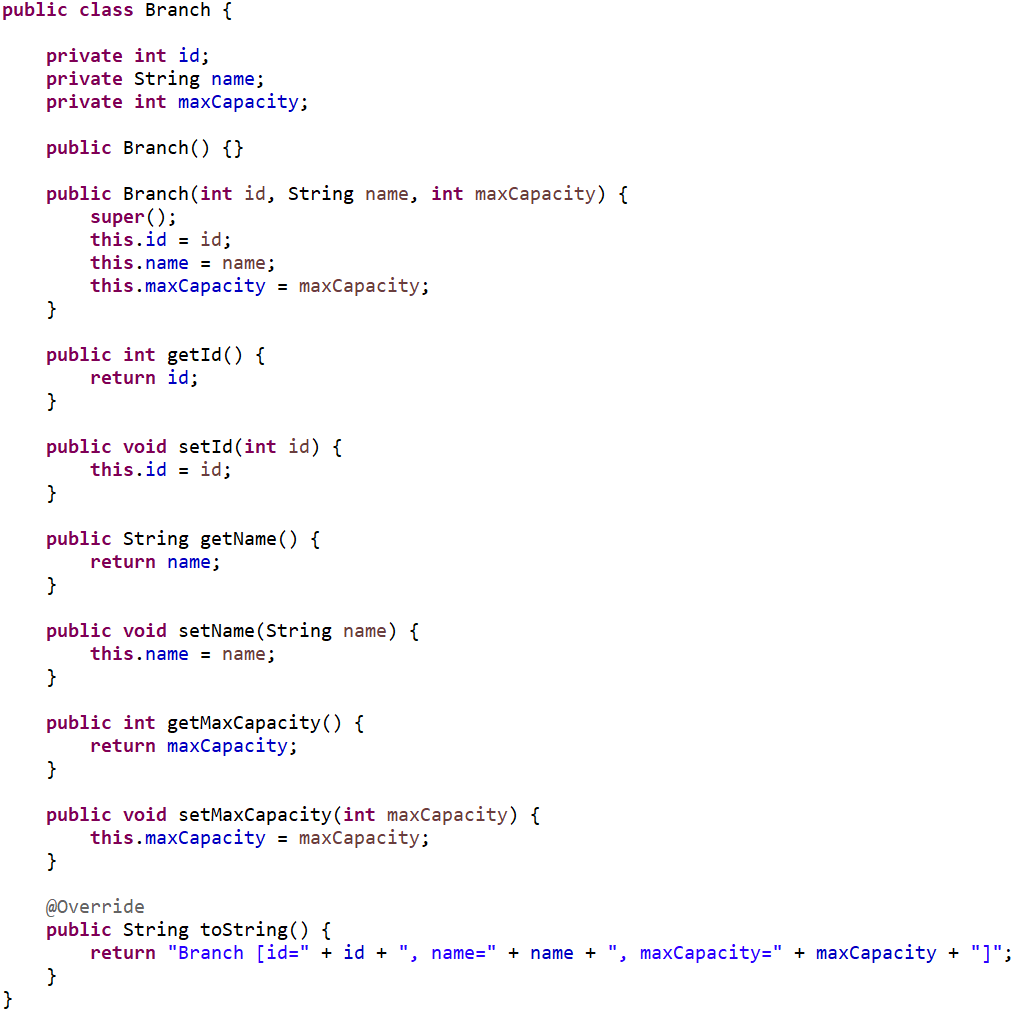 public class Branch {
private int id;
private String name;
private int maxCapacity;
public Branch() {}
public Branch(int id, String name, int maxCapacity) {
super();
this.id = id;
this.name = name;
this.maxCapacity = maxCapacity;
}
public int getId() {
return id;
}
public void setId(int id) {
this.id = id;
}
public String getName() {
return name;
}
public void setName(String name) {
this.name = name;
}
public int getMaxCapacity() {
return maxCapacity;
}
public void setMaxCapacity(int maxCapacity) {
this.maxCapacity = maxCapacity;
}
@Override
public String toString() {
return "Branch [id=" + id + ", name=" + name + ", maxCapacity=" + maxCapacity + "]";
}
}